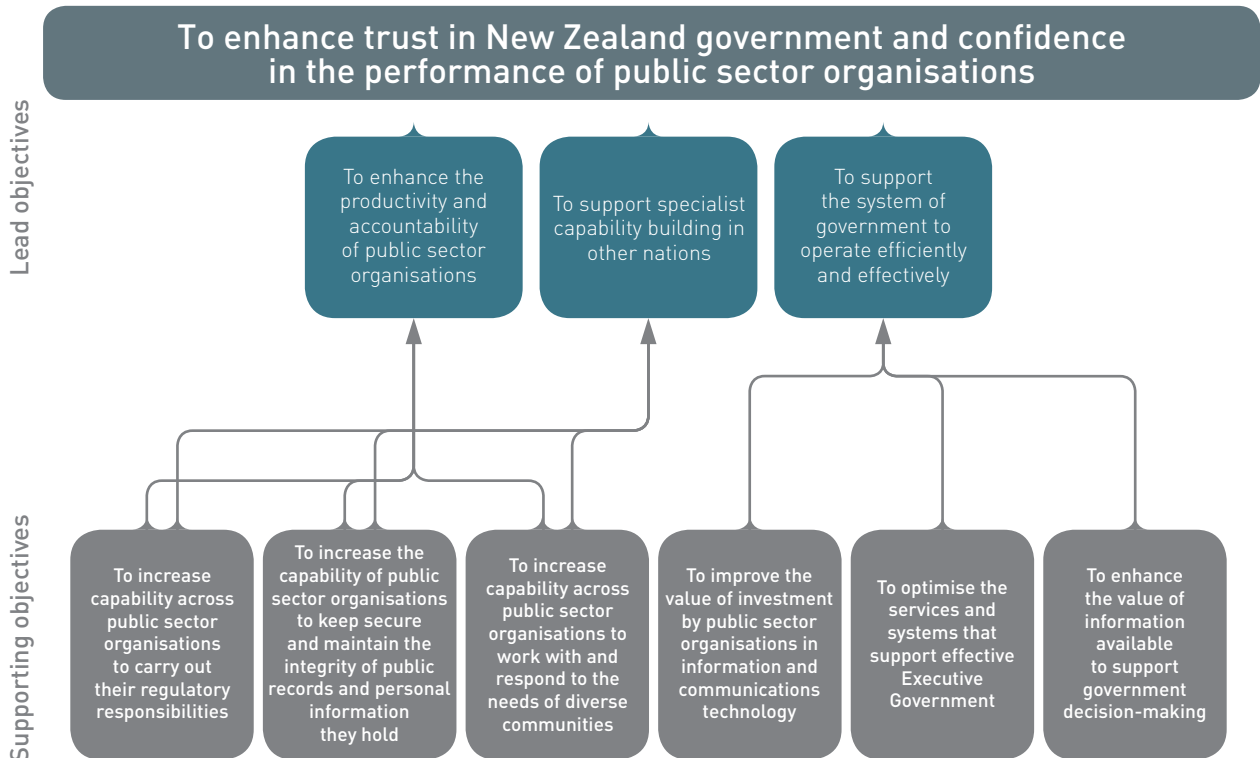 To enhance trust in New Zealand government and confidence
in the performance of public sector organisations
Lead objectives
To enhance the
productivity and
accountability
of public sector
organisations
To support specialist
capability building in
other nations
To support
the system of
government to
operate efficiently
and effectively
Supporting objectives
To increase
capability across
public sector
organisations
to carry out
their regulatory
responsibilities
To increase the
capability of public
sector organisations
to keep secure
and maintain the
integrity of public
records and personal
information
they hold
To increase
capability across
public sector
organisations to
work with and
respond to the
needs of diverse
communities
To improve the
value of investment
by public sector
organisations in
information and
communications
technology
To optimise the
services and
systems that
support effective
Executive
Government
To enhance
the value of
information
available
to support
government
decision-making